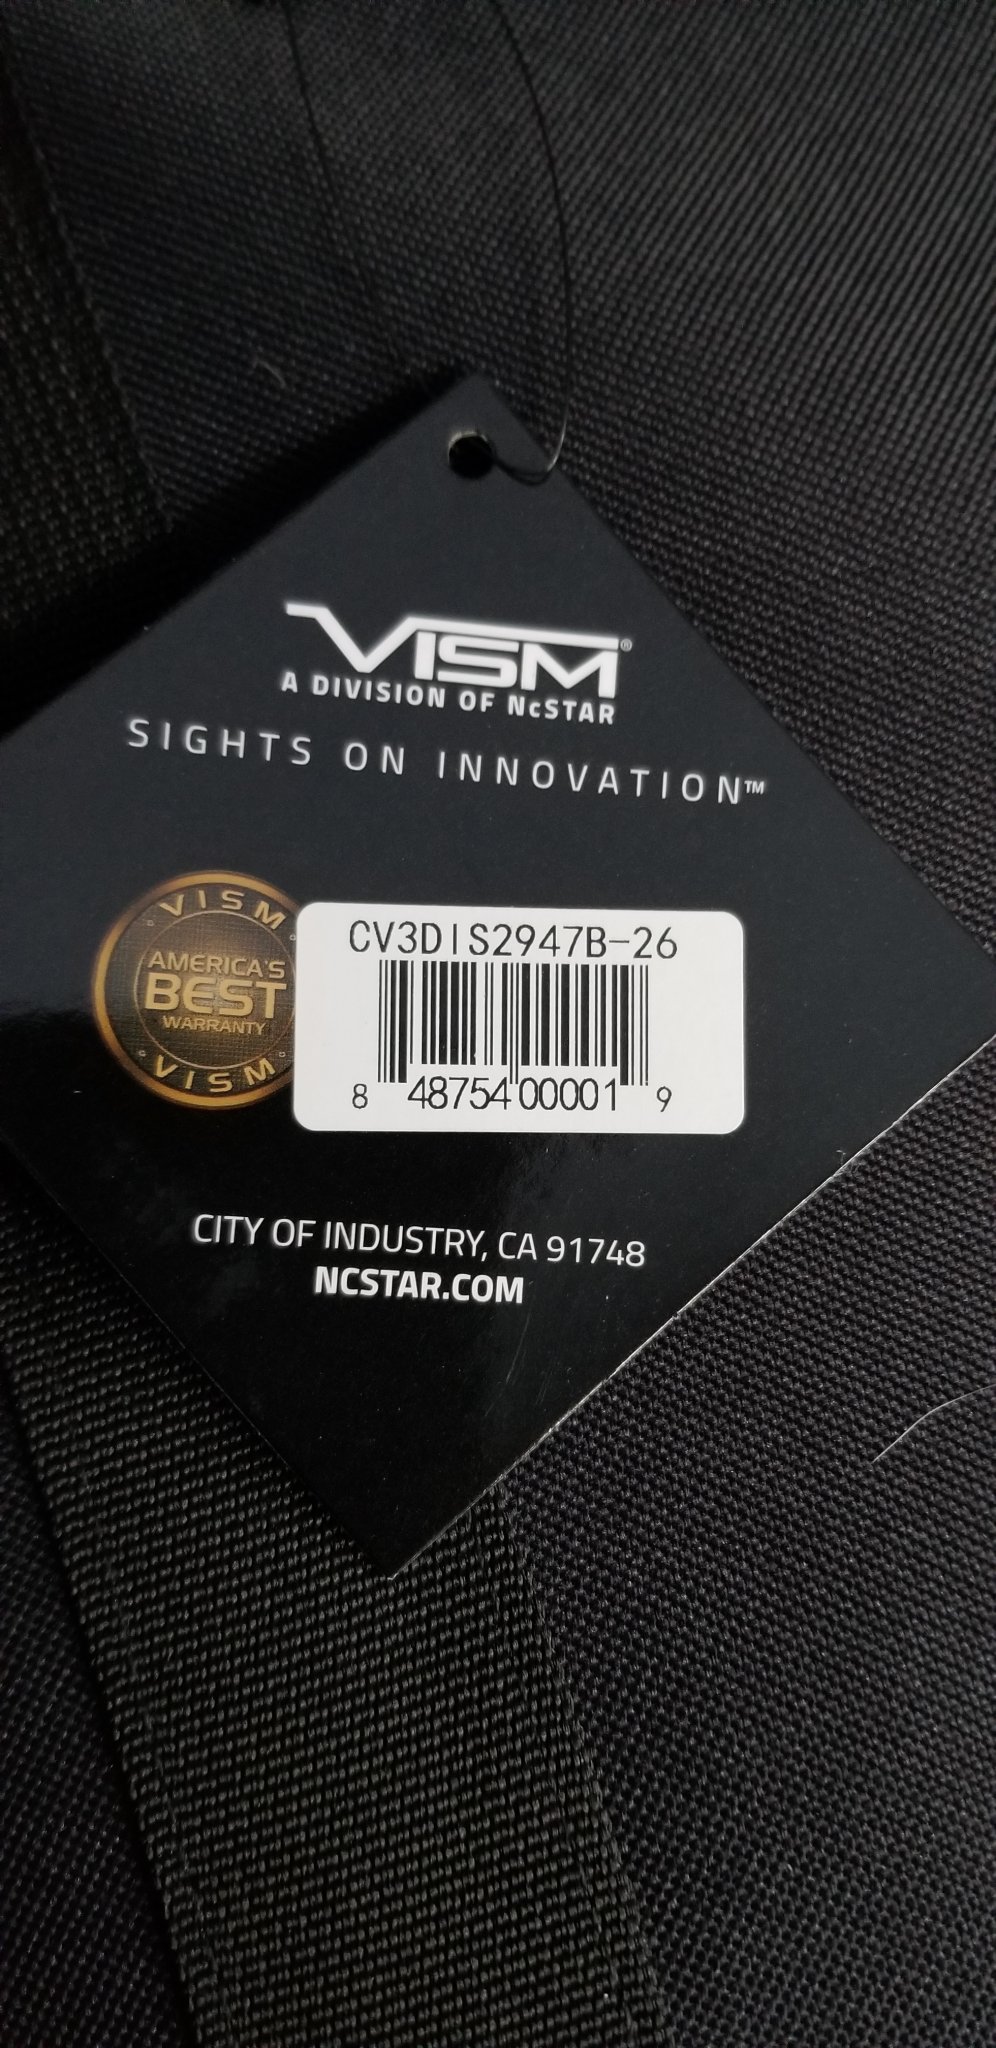 VISM®
A DIVISION OF NcSTAR
SIGHTS ON INNOVATION™
VISM
AMERICA'S
BEST
WARRANTY
VISM
CV3DIS2947B-26
8 48754 00001 9
CITY OF INDUSTRY, CA 91748
NCSTAR.COM